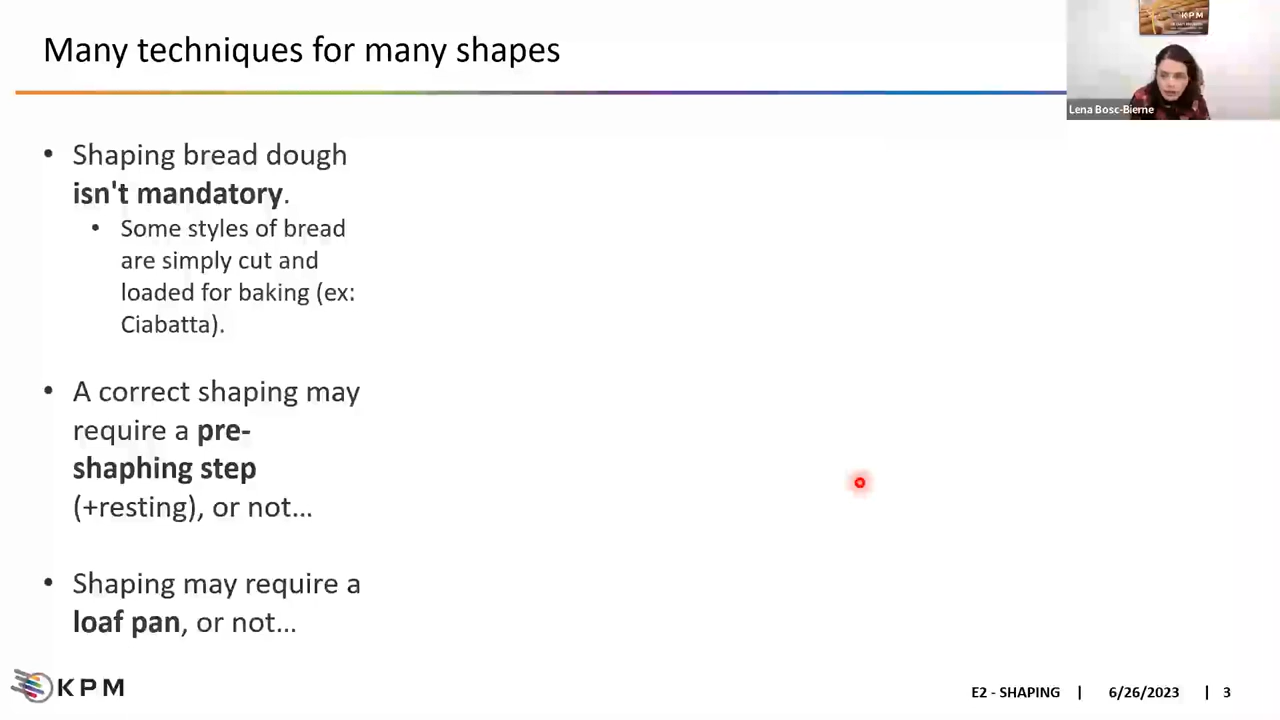 Many techniques for many shapes
KPM
Lena Bosc-Bierne
• Shaping bread dough
isn't mandatory.
• Some styles of bread
are simply cut and
loaded for baking (ex:
Ciabatta).
• A correct shaping may
require a pre-
shaphing step
(+resting), or not...
• Shaping may require a
loaf pan, or not...
KPM
E2 - SHAPING | 6/26/2023 | 3